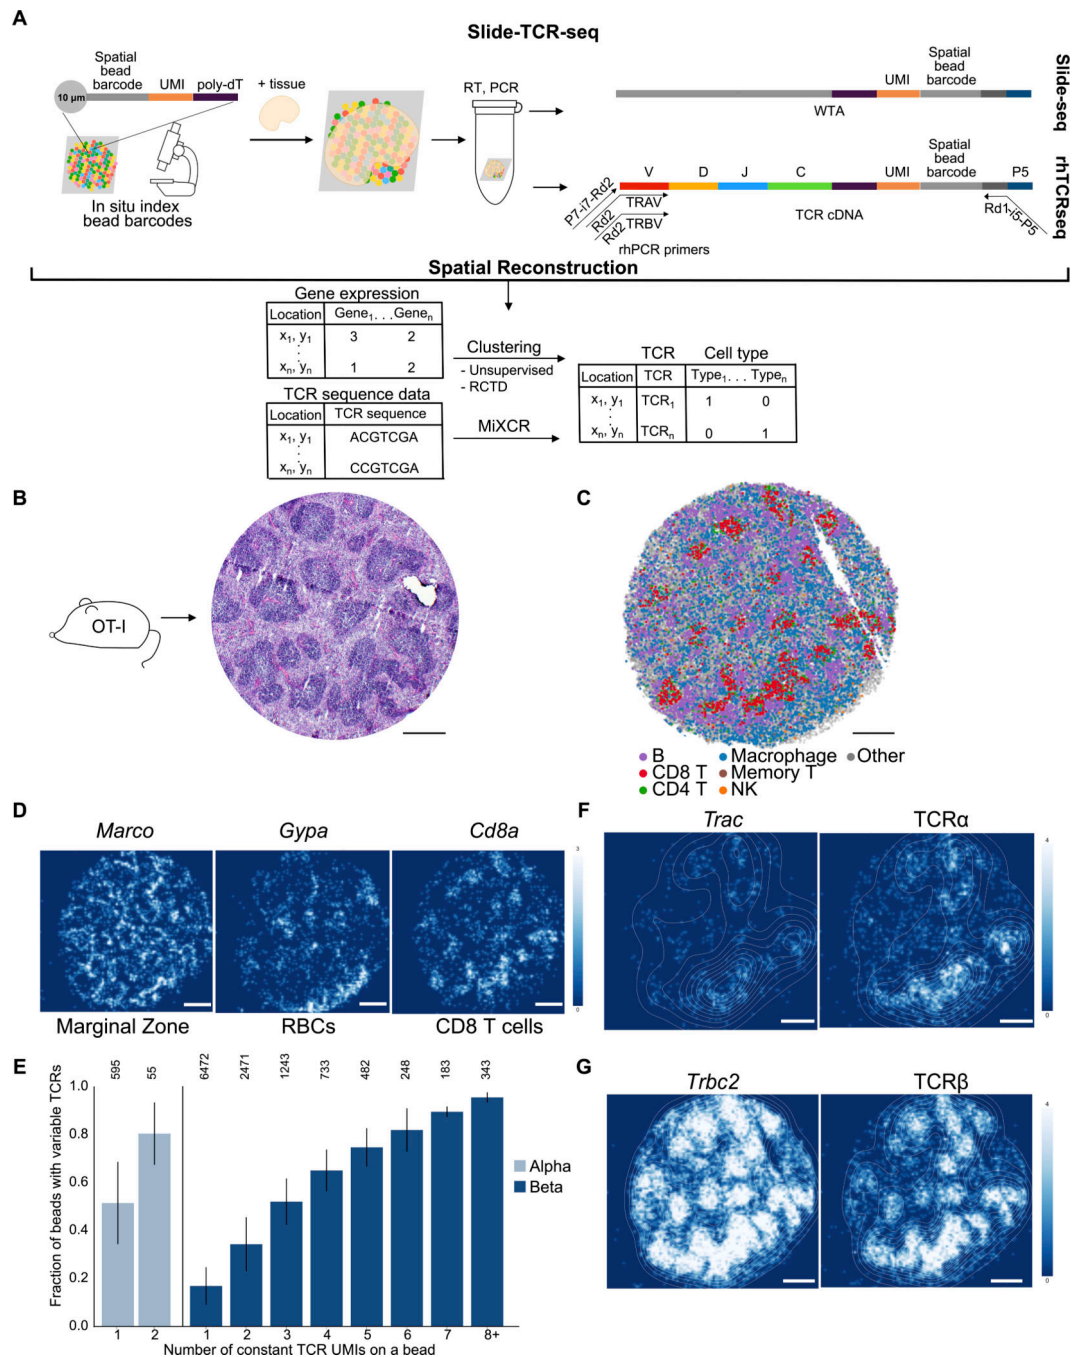 A
Slide-TCR-seq
Spatial
bead
barcode
UMI
poly-dT
10 µm
+ tissue
In situ index
bead barcodes
RT, PCR
UMI
Spatial
bead
barcode
WTA
Slide-seq
V
D
J
C
UMI
Spatial
bead
barcode
P5
P7-i7-Rd2
Rd2
TRAV
Rd2
TRBV
rhPCR primers
TCR cDNA
Rd1-i5-P5
rhTCRseq
Spatial Reconstruction
Gene expression
Location Gene1. . . Genen
x1, y1 3 2
xn, yn 1 2
TCR sequence data
Location TCR sequence
x1, y1 ACGTCGA
xn, yn CCGTCGA
Clustering
- Unsupervised
- RCTD
MiXCR
TCR Cell type
Location TCR Type1. . . Typen
x1, y1 TCR1 1 0
xn, yn TCRn 0 1
B
OT-I
C
B
CD8 T
CD4 T
Macrophage
Memory T
NK
Other
D
Marco
Gypa
Cd8a
3
0
Marginal Zone
RBCs
CD8 T cells
E
595 55 6472 2471 1243 733 482 248 183 343
Fraction of beads with variable TCRs
1.0
0.8
0.6
0.4
0.2
0.0
Alpha
Beta
1 2 1 2 3 4 5 6 7 8+
Number of constant TCR UMIs on a bead
F
Trac
TCRα
4
0
G
Trbc2
TCRβ
4
0